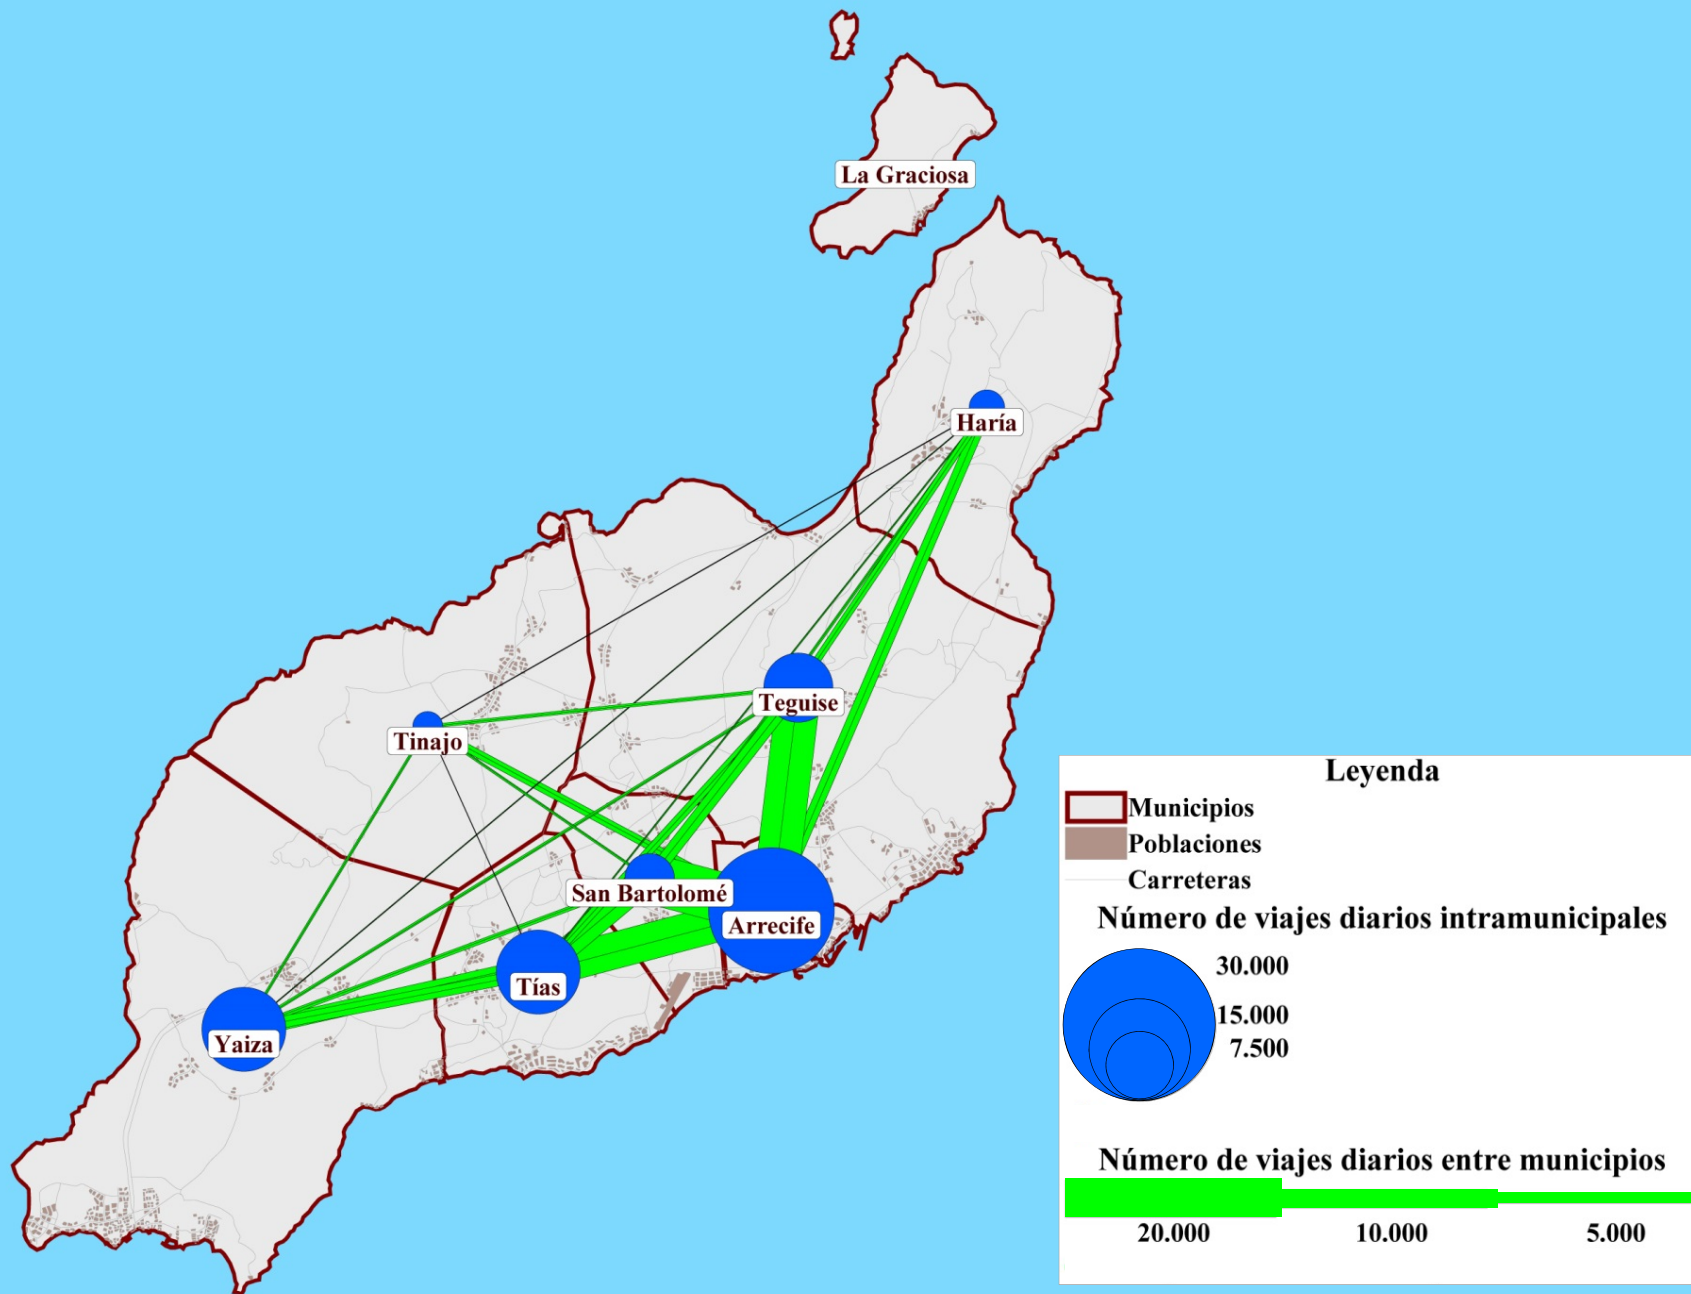 La Graciosa
Haría
Teguise
Tinajo
San Bartolomé
Arrecife
Tías
Yaiza
Leyenda
Municipios
Poblaciones
Carreteras
Número de viajes diarios intramunicipales
30.000
15.000
7.500
Número de viajes diarios entre municipios
20.000 10.000 5.000